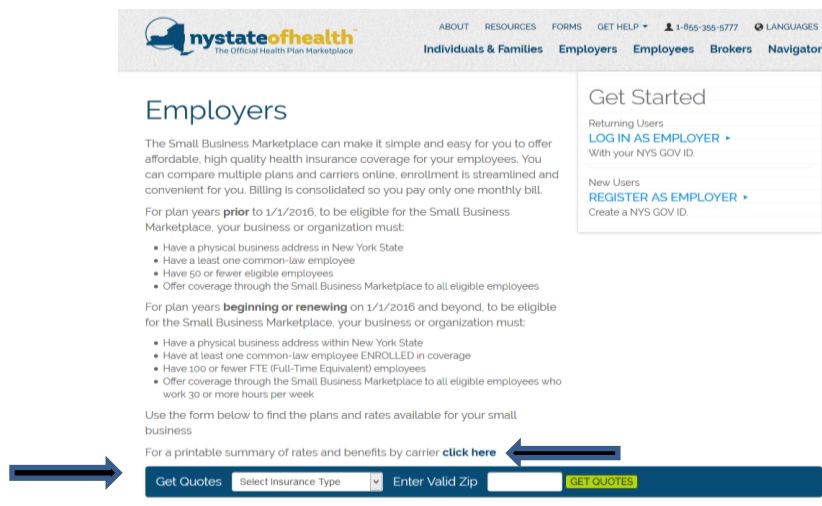 nystateofhealth™
The Official Health Plan Marketplace
ABOUT RESOURCES FORMS GET HELP 1-855-355-5777 LANGUAGES
Individuals & Families Employers Employees Brokers Navigator
Employers
The Small Business Marketplace can make it simple and easy for you to offer
affordable, high quality health insurance coverage for your employees. You
can compare multiple plans and carriers online, enrollment is streamlined and
convenient for you. Billing is consolidated so you pay only one monthly bill.
For plan years prior to 1/1/2016, to be eligible for the Small Business
Marketplace, your business or organization must:
• Have a physical business address in New York State
• Have a least one common-law employee
• Have 50 or fewer eligible employees
• Offer coverage through the Small Business Marketplace to all eligible employees
For plan years beginning or renewing on 1/1/2016 and beyond, to be eligible
for the Small Business Marketplace, your business or organization must:
• Have a physical business address within New York State
• Have at least one common-law employee ENROLLED in coverage
• Have 100 or fewer FTE (Full-Time Equivalent) employees
• Offer coverage through the Small Business Marketplace to all eligible employees who
work 30 or more hours per week
Use the form below to find the plans and rates available for your small
business
For a printable summary of rates and benefits by carrier click here
Get Quotes Select Insurance Type Enter Valid Zip GET QUOTES
Get Started
Returning Users
LOG IN AS EMPLOYER
With your NYS GOV ID.
New Users
REGISTER AS EMPLOYER
Create a NYS GOV ID.